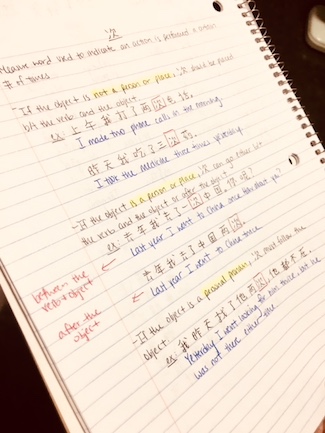 次
Measure word used to indicate an action is performed a certain
# of times
- If the object is not a person or place, 次 should be placed
b/t the verb and the object.
ex 上午我打了两次电话。
I made two phone calls in the morning.
昨天我吃了三次药。
I took the medicine three times yesterday.
- If the object is a person or place, 次 can go either b/t
the verb and the object or after the object.
ex: 去年我去了一次中国
Last year I went to China once
between the
verb + object
去年我去了中国两次。
Last year I went to China twice.
after the
object
- If the object is a personal pronoun, 次 must follow the
object.
ex 我昨天找了他两次他都不在。
Yesterday I went looking for him twice, but he
was not there either time